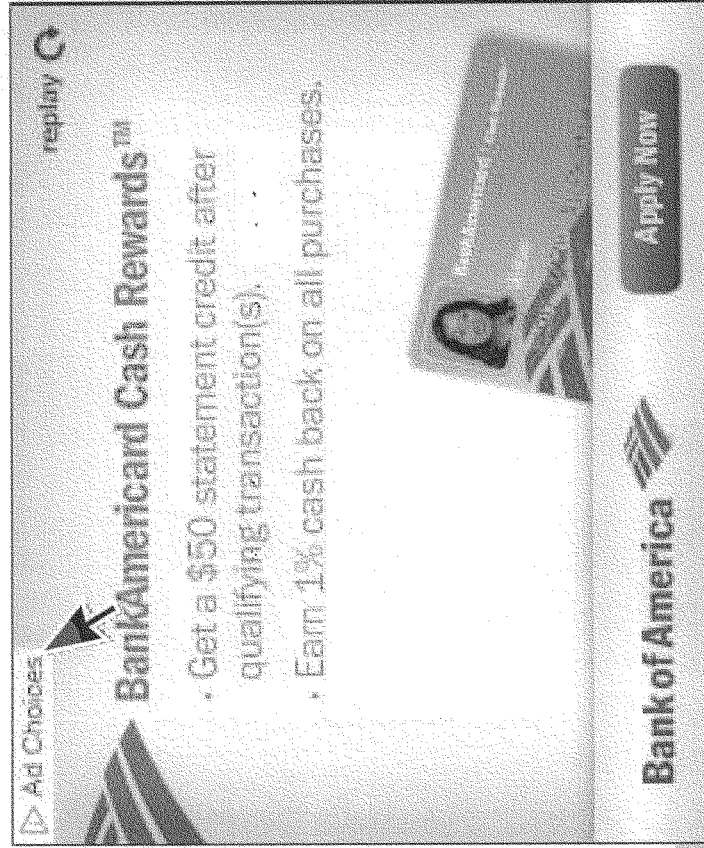 Ad Choices
replay
BankAmericard Cash Rewards™
• Get a $50 statement credit after
qualifying transaction(s).
• Earn 1% cash back on all purchases.
BankAmericard
Bank of America
Apply Now